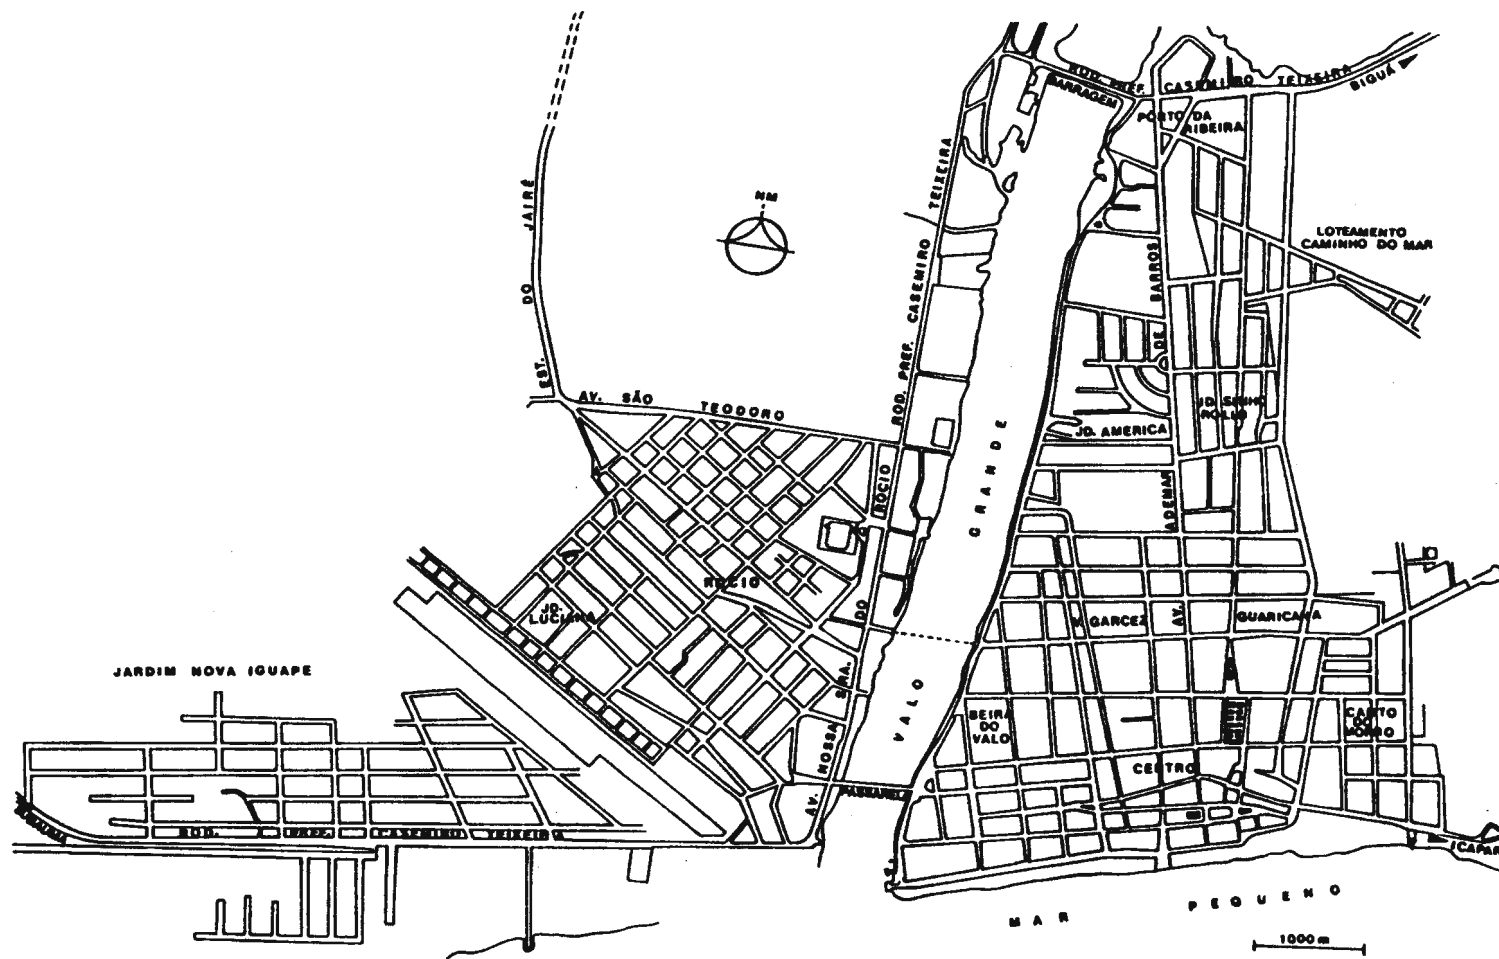 ROD. PREF. CASEMIRO TEIXEIRA
BARRAGEM
BIGUÁ
PORTO DA
RIBEIRA
NM
EST. DO JAIRÊ
ROD. PREF. CASEMIRO TEIXEIRA
LOTEAMENTO
CAMINHO DO MAR
AV. SÃO TEODORO
AV. ADEMAR DE BARROS
JD. AMERICA
VALO GRANDE
AV. NOSSA SRA. DO ROCIO
ROCIO
JD.
LUCIANA
V. GARCEZ
GUARICANA
JARDIM NOVA IGUAPE
BEIRA
DO
VALO
CANTO
DO
MORRO
CENTRO
PASSARELA
ROD. PREF. CASEMIRO TEIXEIRA
MAR PEQUENO
1000 m